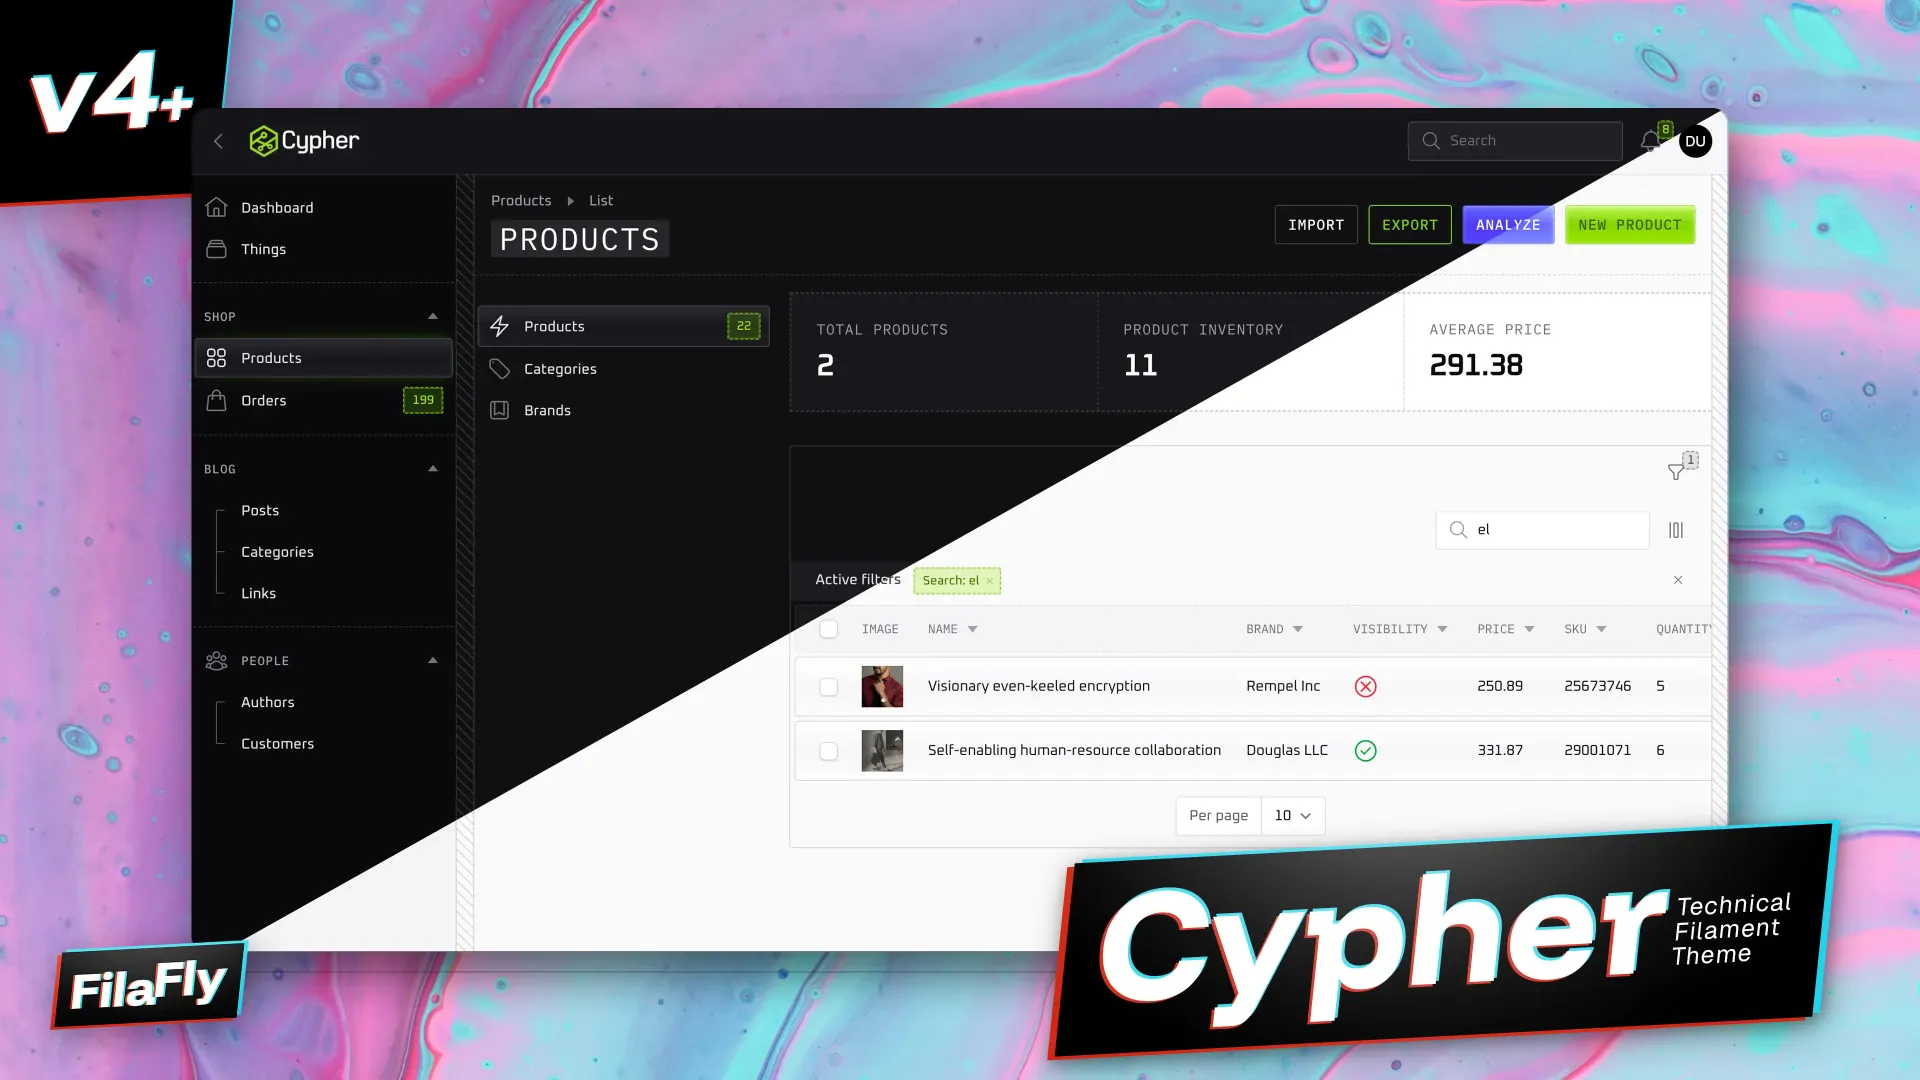 v4+
Cypher
Search
8
DU
Dashboard
Things
SHOP
Products
Orders
199
BLOG
Posts
Categories
Links
PEOPLE
Authors
Customers
Products List
PRODUCTS
IMPORT
EXPORT
ANALYZE
NEW PRODUCT
Products
22
Categories
Brands
TOTAL PRODUCTS
2
PRODUCT INVENTORY
11
AVERAGE PRICE
291.38
1
el
Active filters
Search: el
IMAGE NAME BRAND VISIBILITY PRICE SKU QUANTITY
Visionary even-keeled encryption Rempel Inc 250.89 25673746 5
Self-enabling human-resource collaboration Douglas LLC 331.87 29001071 6
Per page 10
Cypher
Technical
Filament
Theme
FilaFly